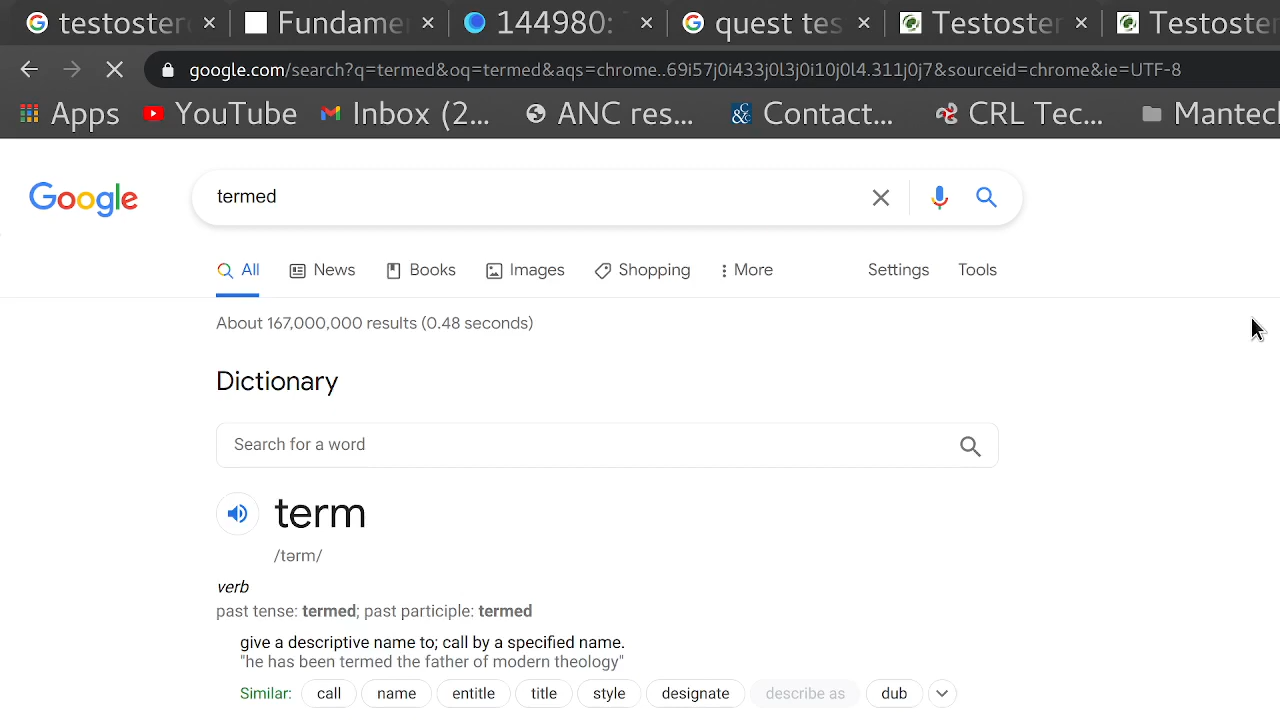 testoster
Fundamer
144980:
quest tes
Testoster
Testoster
google.com/search?q=termed&oq=termed&aqs=chrome..69i57j0i433j0l3j0i10j0l4.311j0j7&sourceid=chrome&ie=UTF-8
Apps YouTube Inbox (2... ANC res... Contact... CRL Tec... Mantech
Google termed
All News Books Images Shopping More Settings Tools
About 167,000,000 results (0.48 seconds)
Dictionary
Search for a word
term
/tərm/
verb
past tense: termed; past participle: termed
give a descriptive name to; call by a specified name.
"he has been termed the father of modern theology"
Similar: call name entitle title style designate describe as dub